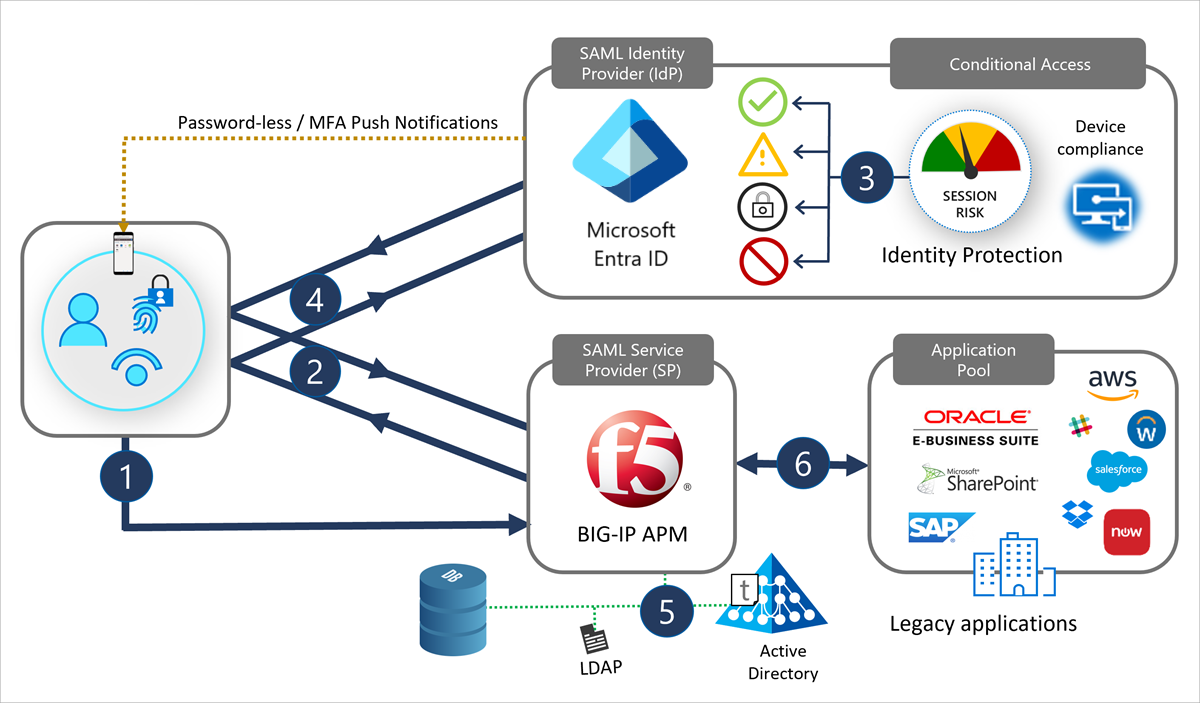 SAML Identity
Provider (IdP)
Conditional Access
Password-less / MFA Push Notifications
Microsoft
Entra ID
3
SESSION
RISK
Identity Protection
Device
compliance
4
2
1
SAML Service
Provider (SP)
f5
®
BIG-IP APM
6
Application
Pool
aws
ORACLE®
E-BUSINESS SUITE
W
Microsoft®
SharePoint®
salesforce
SAP®
now
Legacy applications
DB
5
LDAP
t
Active
Directory